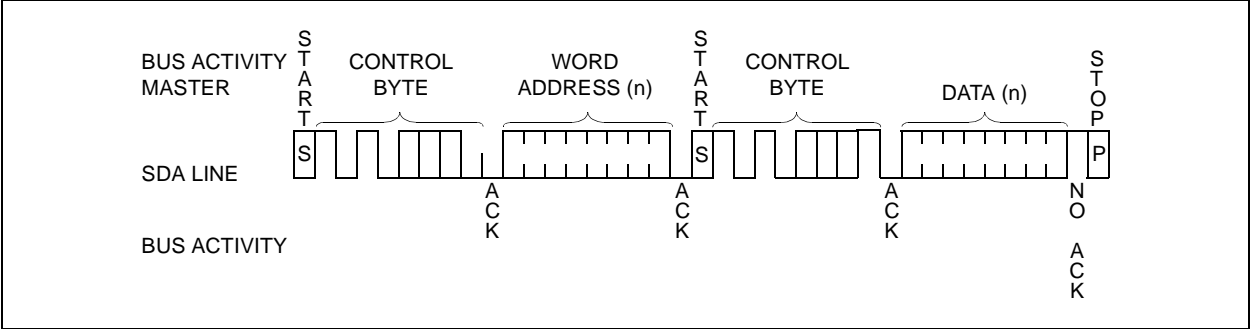 BUS ACTIVITY
MASTER
START
CONTROL
BYTE
WORD
ADDRESS (n)
START
CONTROL
BYTE
DATA (n)
STOP
SDA LINE
S
S
P
BUS ACTIVITY
ACK
ACK
ACK
NO ACK